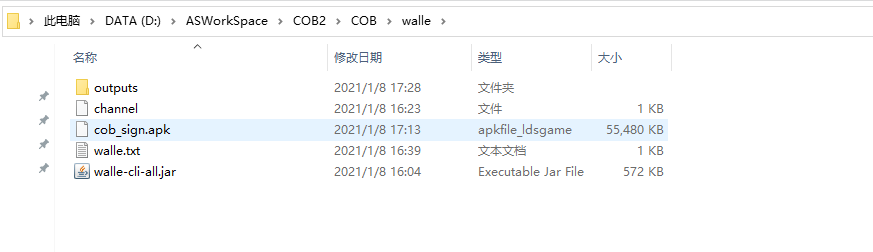 此电脑 > DATA (D:) > ASWorkSpace > COB2 > COB > walle >
名称 修改日期 类型 大小
outputs 2021/1/8 17:28 文件夹
channel 2021/1/8 16:23 文件 1 KB
cob_sign.apk 2021/1/8 17:13 apkfile_ldsgame 55,480 KB
walle.txt 2021/1/8 16:39 文本文档 1 KB
walle-cli-all.jar 2021/1/8 16:04 Executable Jar File 572 KB